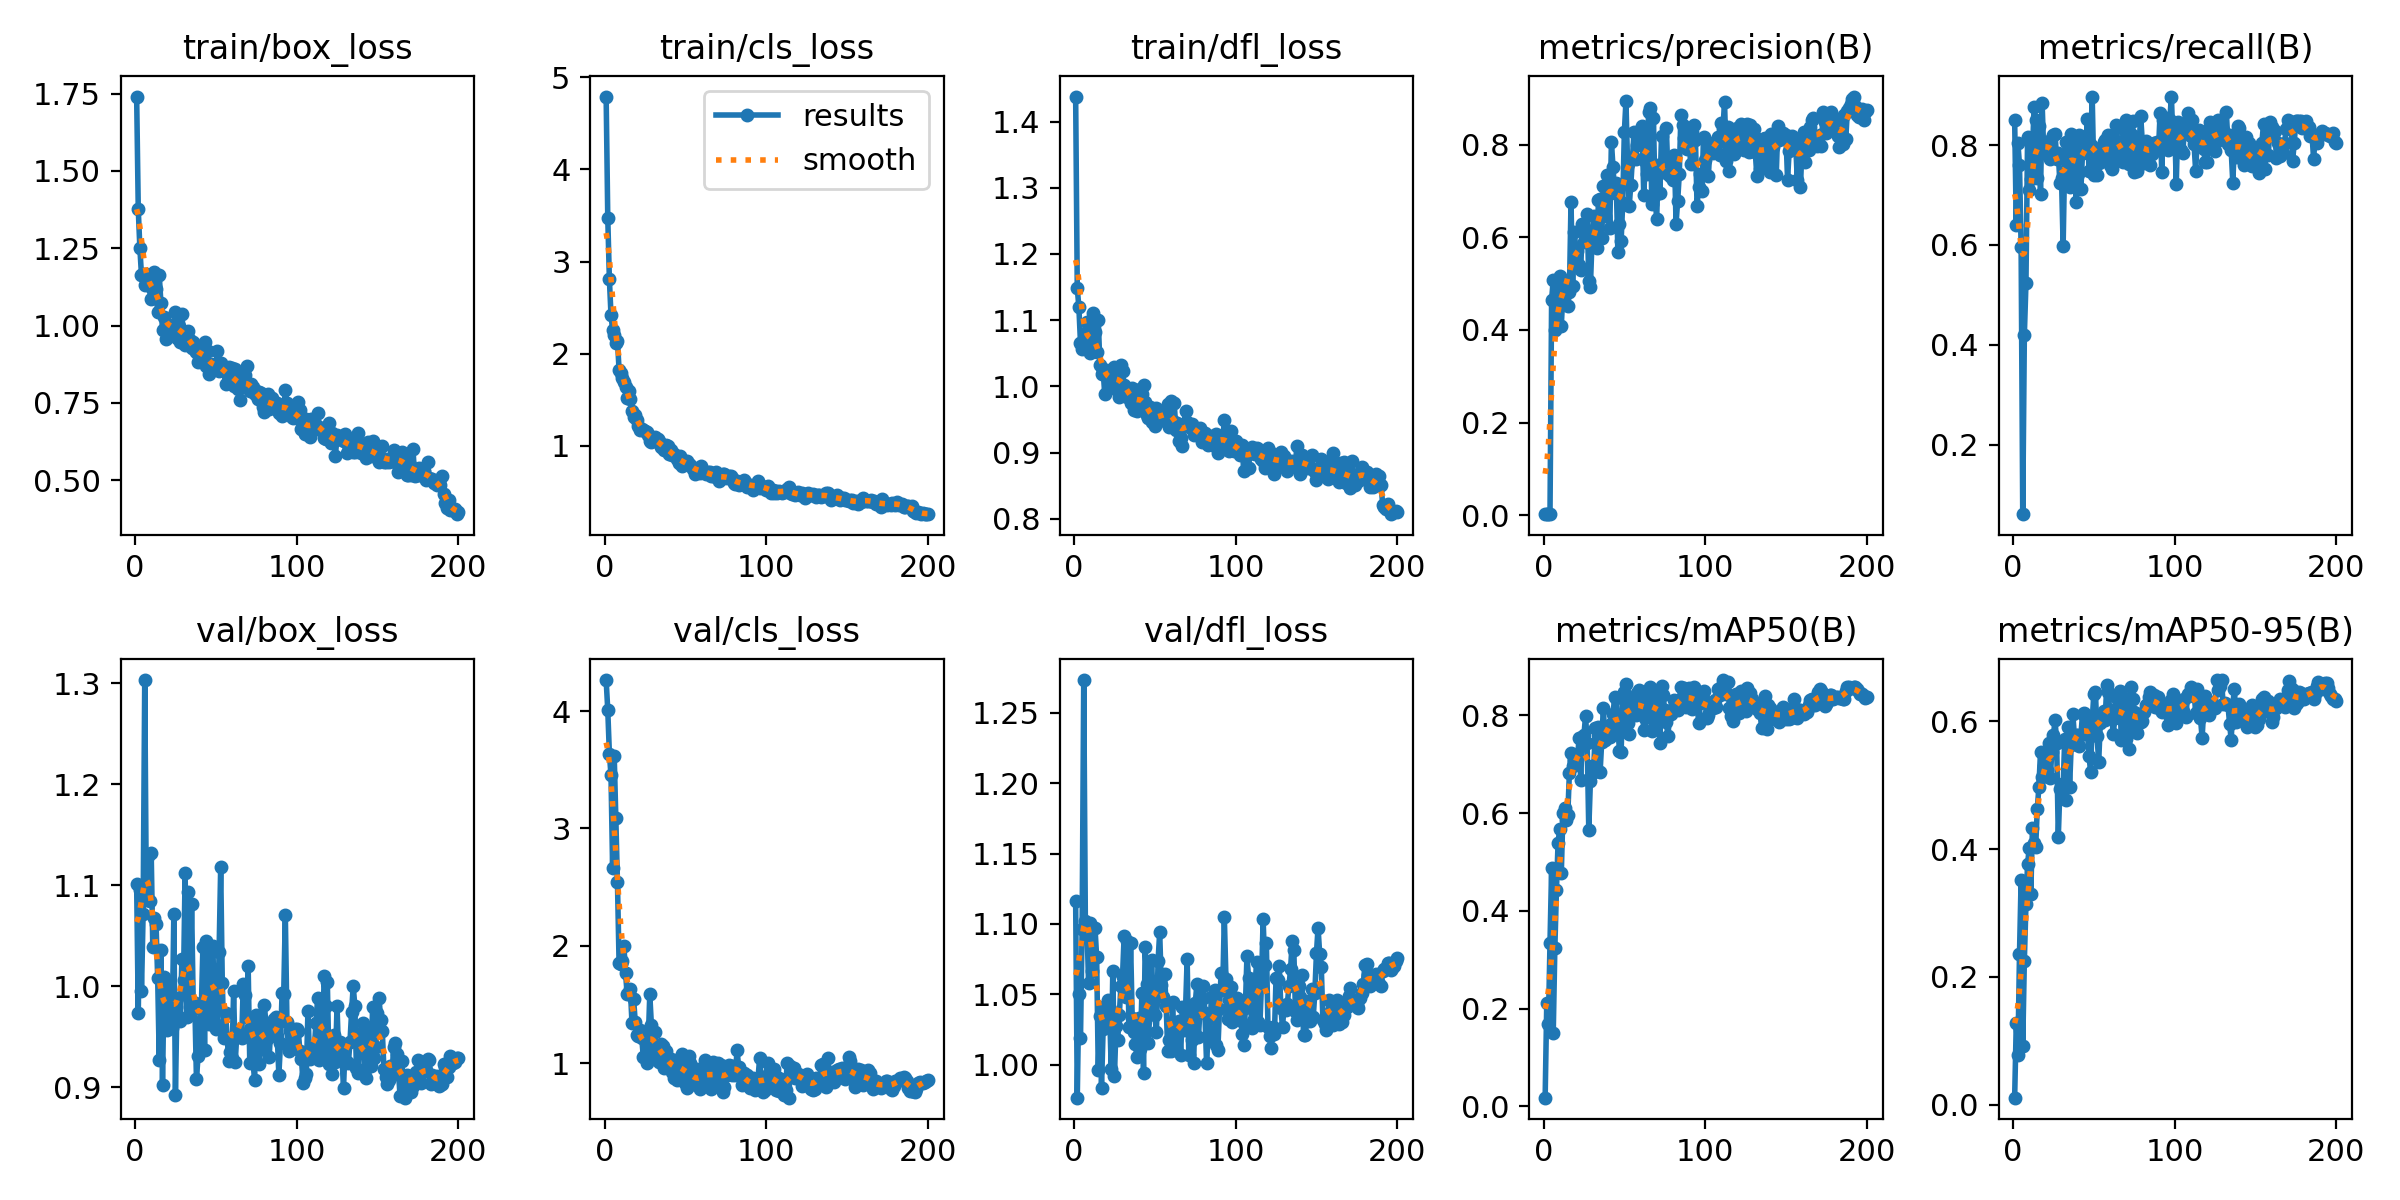 train/box_loss
1.75
1.50
1.25
1.00
0.75
0.50
0 100 200
train/cls_loss
results
smooth
5
4
3
2
1
0 100 200
train/dfl_loss
1.4
1.3
1.2
1.1
1.0
0.9
0.8
0 100 200
metrics/precision(B)
0.8
0.6
0.4
0.2
0.0
0 100 200
metrics/recall(B)
0.8
0.6
0.4
0.2
0 100 200
val/box_loss
1.3
1.2
1.1
1.0
0.9
0 100 200
val/cls_loss
4
3
2
1
0 100 200
val/dfl_loss
1.25
1.20
1.15
1.10
1.05
1.00
0 100 200
metrics/mAP50(B)
0.8
0.6
0.4
0.2
0.0
0 100 200
metrics/mAP50-95(B)
0.6
0.4
0.2
0.0
0 100 200